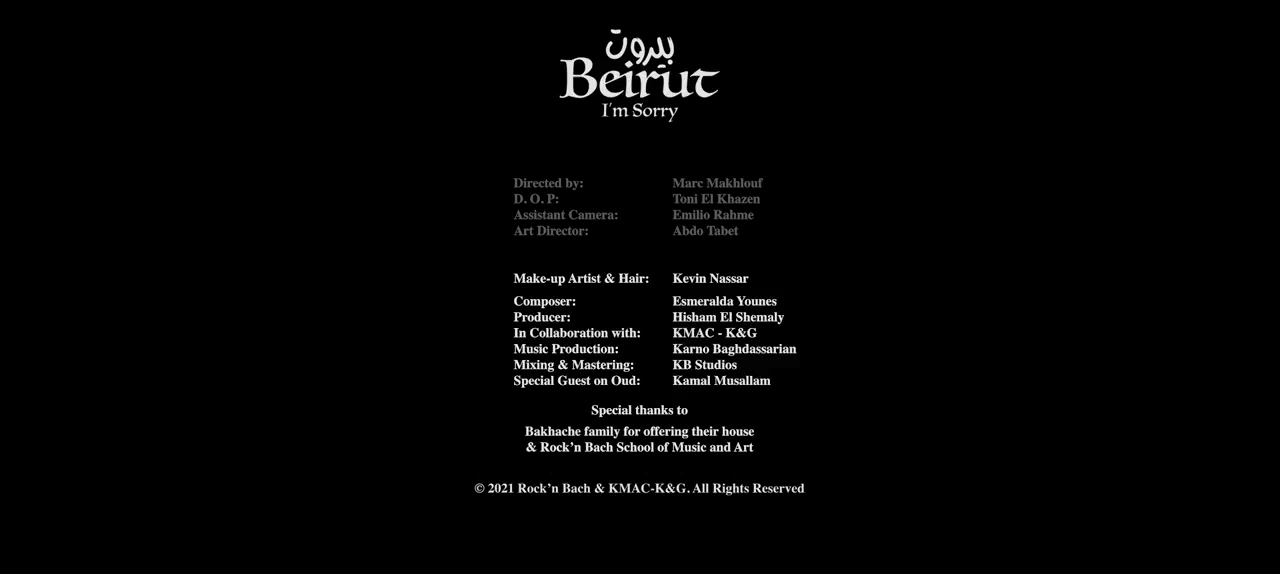 بيروت
Beirut
I'm Sorry
Directed by: Marc Makhlouf
D. O. P: Toni El Khazen
Assistant Camera: Emilio Rahme
Art Director: Abdo Tabet
Make-up Artist & Hair: Kevin Nassar
Composer: Esmeralda Younes
Producer: Hisham El Shemaly
In Collaboration with: KMAC - K&G
Music Production: Karno Baghdassarian
Mixing & Mastering: KB Studios
Special Guest on Oud: Kamal Musallam
Special thanks to
Bakhache family for offering their house
& Rock’n Bach School of Music and Art
© 2021 Rock’n Bach & KMAC-K&G. All Rights Reserved